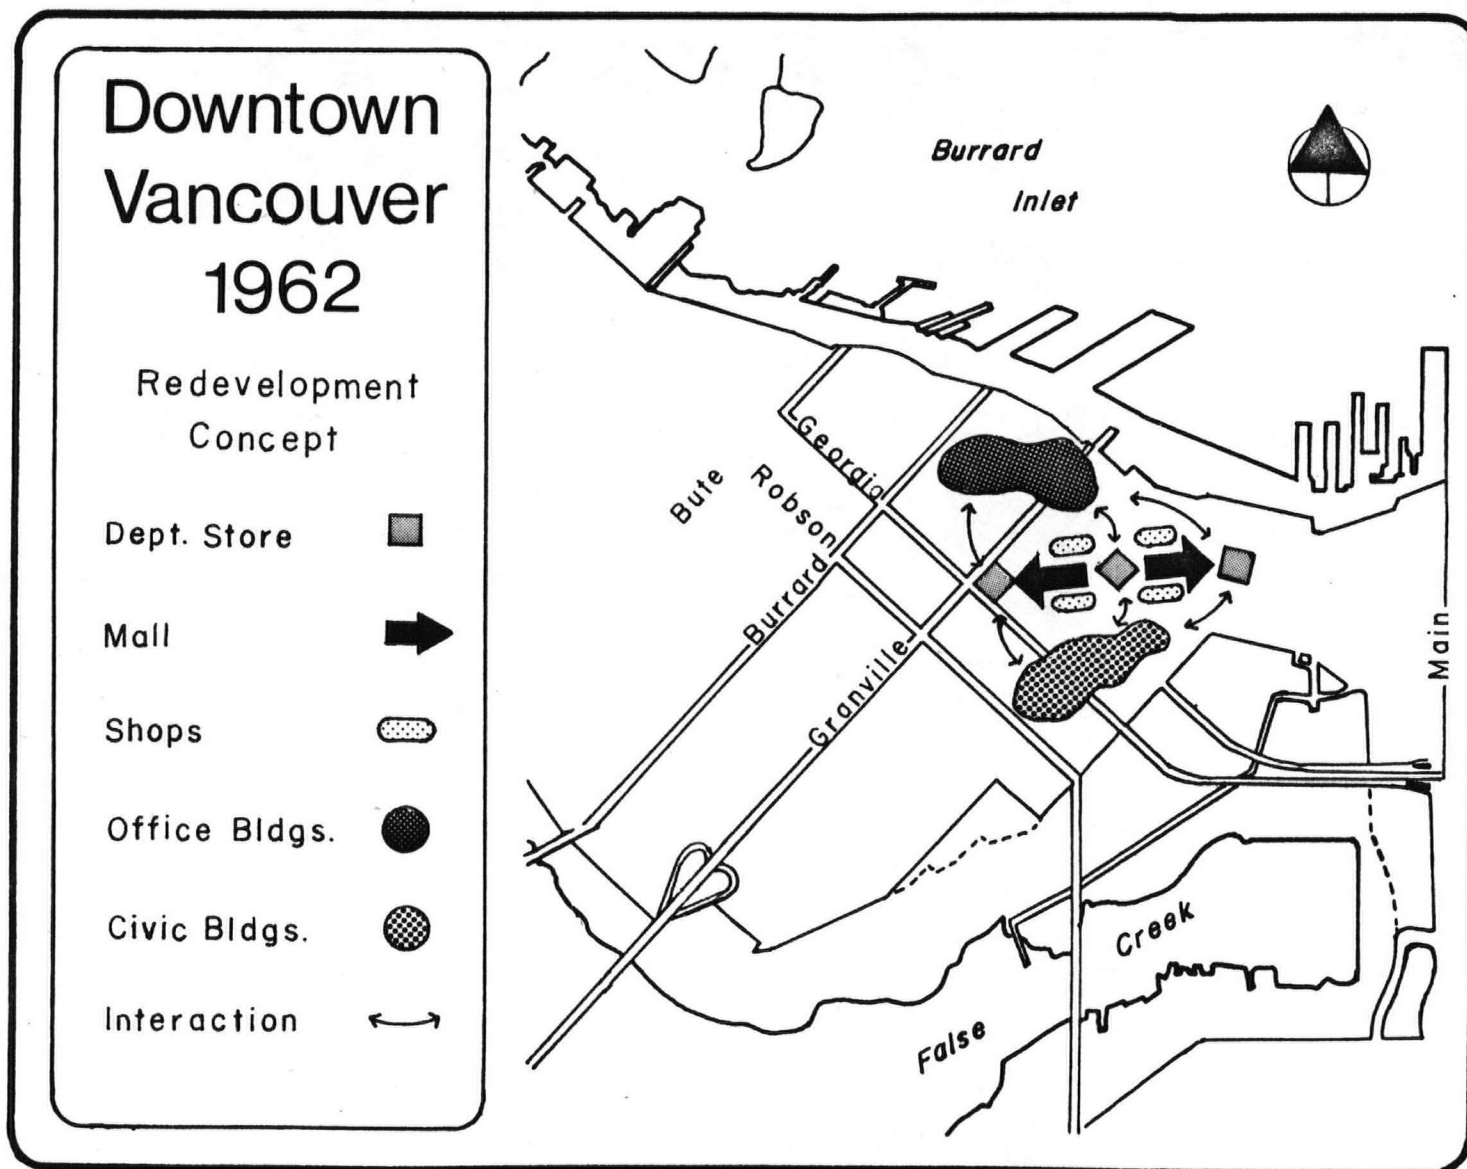 Downtown
Vancouver
1962
Redevelopment
Concept
Dept. Store
Mall
Shops
Office Bldgs.
Civic Bldgs.
Interaction
Burrard
Inlet
Georgia
Robson
Bute
Burrard
Granville
Main
Creek
False